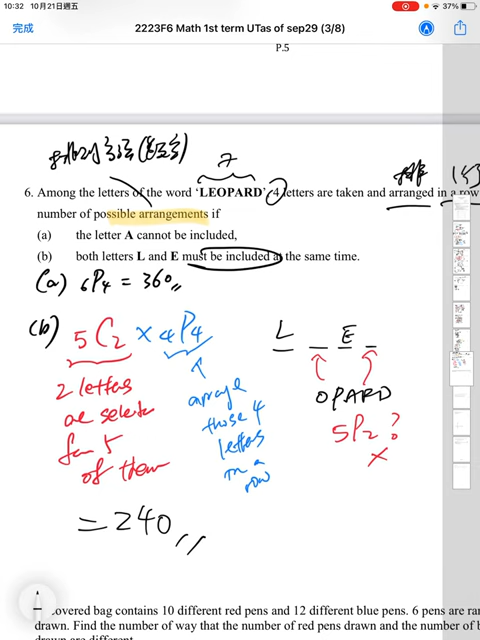 10:32 10月21日週五
37%
完成
2223F6 Math 1st term UTas of sep29 (3/8)
P.5
7
排
6. Among the letters of the word 'LEOPARD', 4 letters are taken and arranged in a row
number of possible arrangements if
(a) the letter A cannot be included,
(b) both letters L and E must be included at the same time.
(a) 6P4 = 360
(b) 5C2 × 4P4
L _ E _
2 letters
are selected
from 5
of them
arrange
those 4
letters
in a
row
OPARD
5P2 ?
×
= 240
covered bag contains 10 different red pens and 12 different blue pens. 6 pens are ra
drawn. Find the number of way that the number of red pens drawn and the number of b
drawn are different.